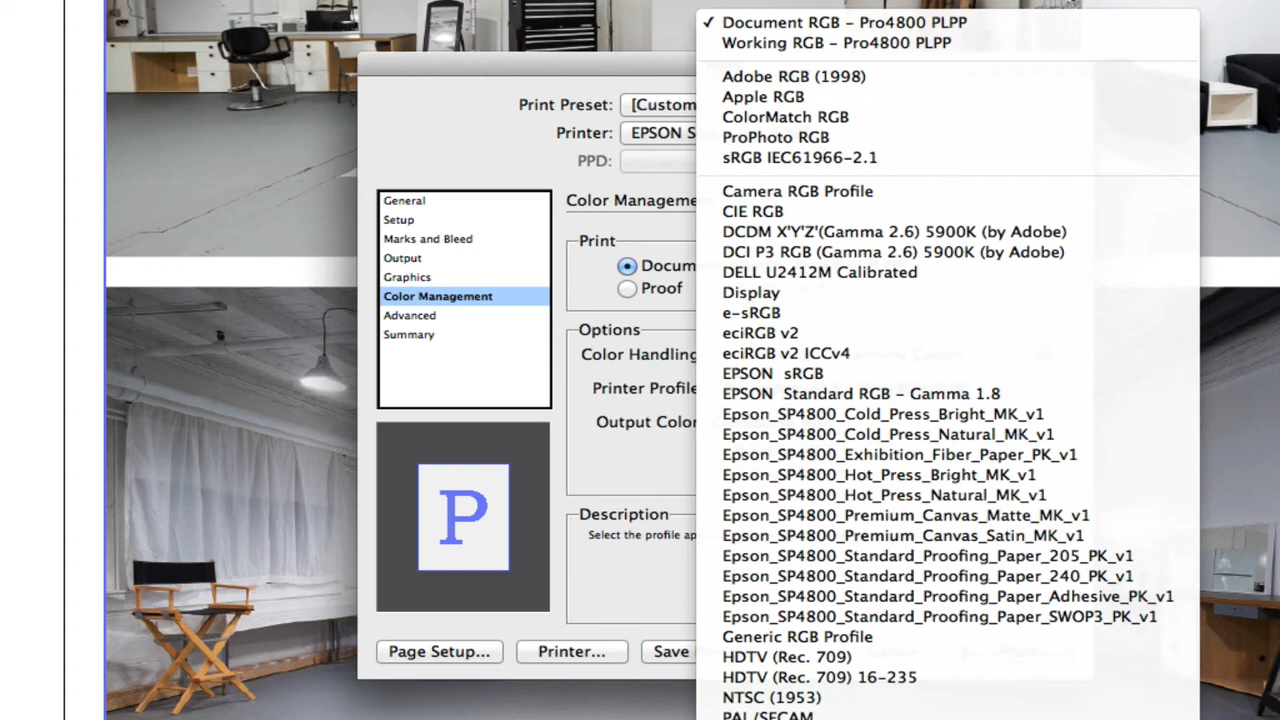 Print Preset: [Custom
Printer: EPSON S
PPD:
General
Setup
Marks and Bleed
Output
Graphics
Color Management
Advanced
Summary
P
Page Setup...
Printer...
Save
Color Manageme
Print
Docum
Proof
Options
Color Handling
Printer Profile
Output Color
Description
Select the profile ap
✓ Document RGB - Pro4800 PLPP
Working RGB - Pro4800 PLPP
Adobe RGB (1998)
Apple RGB
ColorMatch RGB
ProPhoto RGB
sRGB IEC61966-2.1
Camera RGB Profile
CIE RGB
DCDM X'Y'Z'(Gamma 2.6) 5900K (by Adobe)
DCI P3 RGB (Gamma 2.6) 5900K (by Adobe)
DELL U2412M Calibrated
Display
e-sRGB
eciRGB v2
eciRGB v2 ICCv4
EPSON  sRGB
EPSON  Standard RGB - Gamma 1.8
Epson_SP4800_Cold_Press_Bright_MK_v1
Epson_SP4800_Cold_Press_Natural_MK_v1
Epson_SP4800_Exhibition_Fiber_Paper_PK_v1
Epson_SP4800_Hot_Press_Bright_MK_v1
Epson_SP4800_Hot_Press_Natural_MK_v1
Epson_SP4800_Premium_Canvas_Matte_MK_v1
Epson_SP4800_Premium_Canvas_Satin_MK_v1
Epson_SP4800_Standard_Proofing_Paper_205_PK_v1
Epson_SP4800_Standard_Proofing_Paper_240_PK_v1
Epson_SP4800_Standard_Proofing_Paper_Adhesive_PK_v1
Epson_SP4800_Standard_Proofing_Paper_SWOP3_PK_v1
Generic RGB Profile
HDTV (Rec. 709)
HDTV (Rec. 709) 16-235
NTSC (1953)
PAL/SECAM